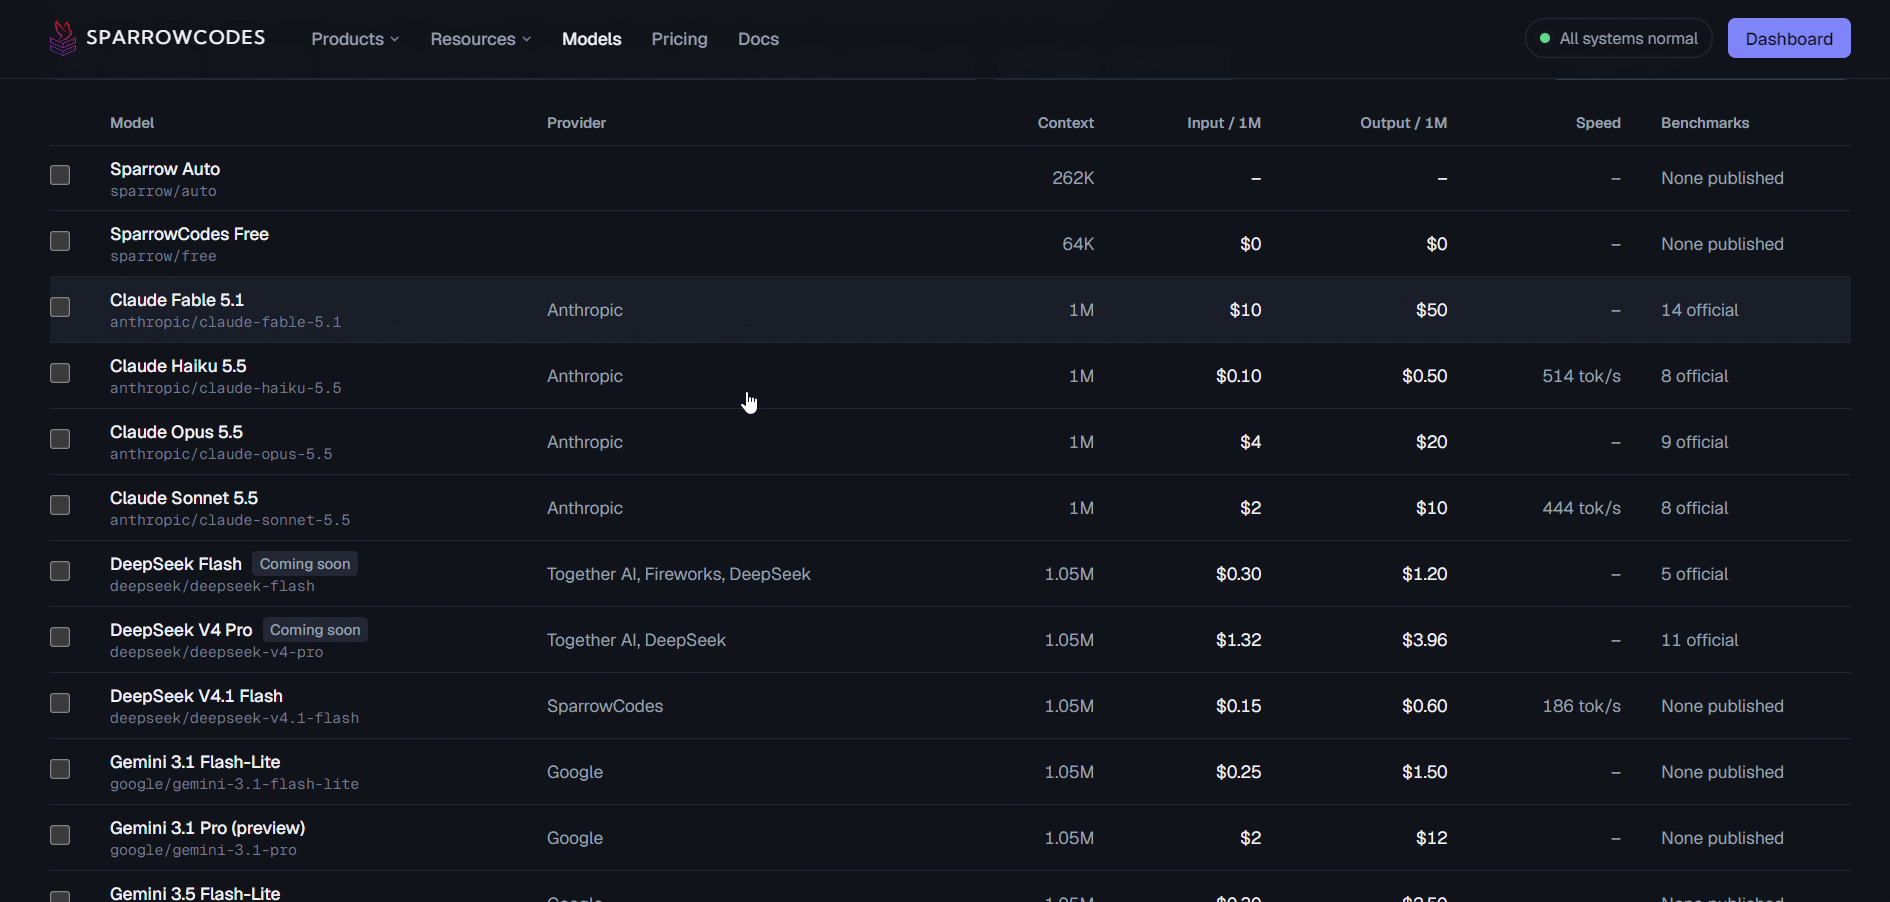 SPARROWCODES Products Resources Models Pricing Docs All systems normal Dashboard
Model Provider Context Input / 1M Output / 1M Speed Benchmarks
Sparrow Auto
sparrow/auto
262K – – – None published
SparrowCodes Free
sparrow/free
64K $0 $0 – None published
Claude Fable 5.1
anthropic/claude-fable-5.1
Anthropic 1M $10 $50 – 14 official
Claude Haiku 5.5
anthropic/claude-haiku-5.5
Anthropic 1M $0.10 $0.50 514 tok/s 8 official
Claude Opus 5.5
anthropic/claude-opus-5.5
Anthropic 1M $4 $20 – 9 official
Claude Sonnet 5.5
anthropic/claude-sonnet-5.5
Anthropic 1M $2 $10 444 tok/s 8 official
DeepSeek Flash Coming soon
deepseek/deepseek-flash
Together AI, Fireworks, DeepSeek 1.05M $0.30 $1.20 – 5 official
DeepSeek V4 Pro Coming soon
deepseek/deepseek-v4-pro
Together AI, DeepSeek 1.05M $1.32 $3.96 – 11 official
DeepSeek V4.1 Flash
deepseek/deepseek-v4.1-flash
SparrowCodes 1.05M $0.15 $0.60 186 tok/s None published
Gemini 3.1 Flash-Lite
google/gemini-3.1-flash-lite
Google 1.05M $0.25 $1.50 – None published
Gemini 3.1 Pro (preview)
google/gemini-3.1-pro
Google 1.05M $2 $12 – None published
Gemini 3.5 Flash-Lite